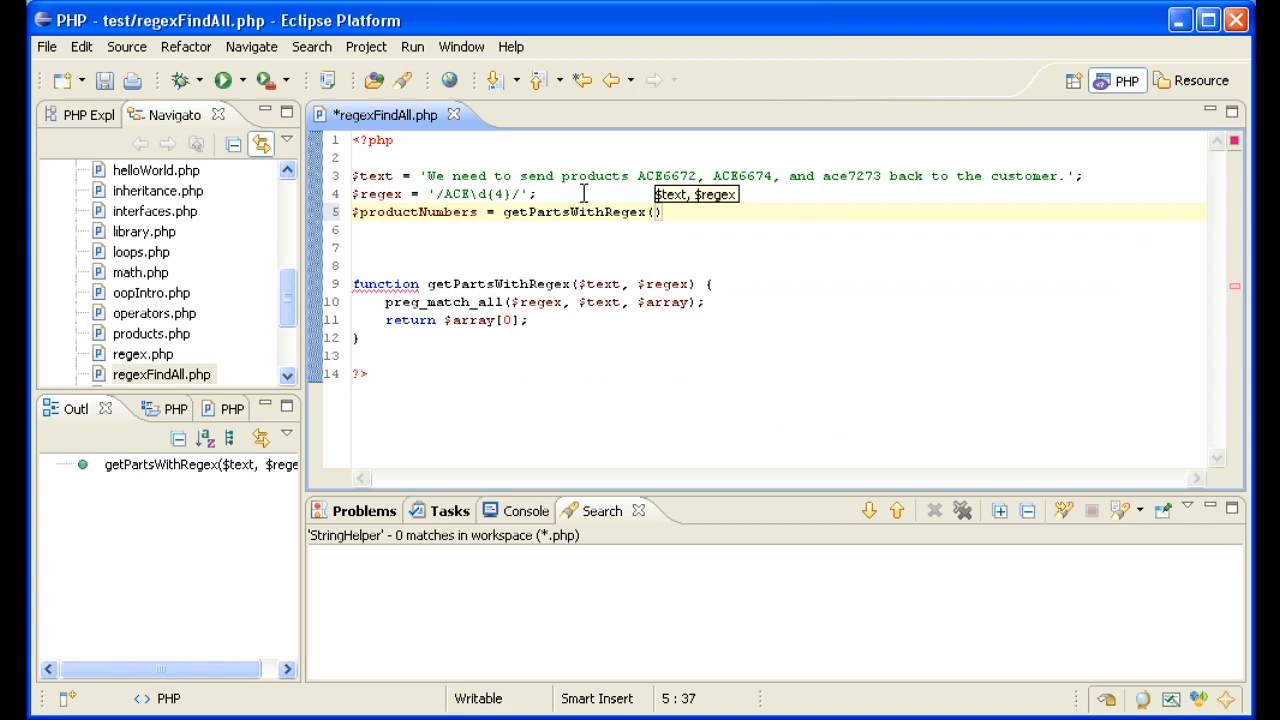 PHP - test/regexFindAll.php - Eclipse Platform
File Edit Source Refactor Navigate Search Project Run Window Help
PHP Resource
PHP Expl Navigato
*regexFindAll.php
helloWorld.php
inheritance.php
interfaces.php
library.php
loops.php
math.php
oopIntro.php
operators.php
products.php
regex.php
regexFindAll.php
1 <?php
2
3 $text = 'We need to send products ACE6672, ACE6674, and ace7273 back to the customer.';
4 $regex = '/ACE\d{4}/';
$text, $regex
5 $productNumbers = getPartsWithRegex()
6
7
8
9 function getPartsWithRegex($text, $regex) {
10 preg_match_all($regex, $text, $array);
11 return $array[0];
12 }
13
14 ?>
Outl PHP PHP
getPartsWithRegex($text, $rege
Problems Tasks Console Search
'StringHelper' - 0 matches in workspace (*.php)
<> PHP Writable Smart Insert 5 : 37